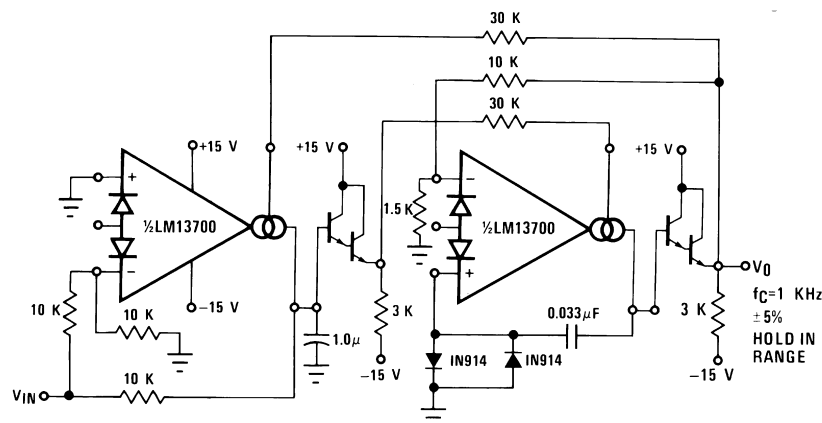 30 K
10 K
30 K
+15 V
+15 V
+15 V
+
½LM13700
−
−15 V
10 K
10 K
10 K
VIN
1.0μ
3 K
−15 V
1.5 K
−
½LM13700
+
0.033μF
IN914
IN914
VO
3 K
−15 V
fC=1 KHz
±5%
HOLD IN
RANGE